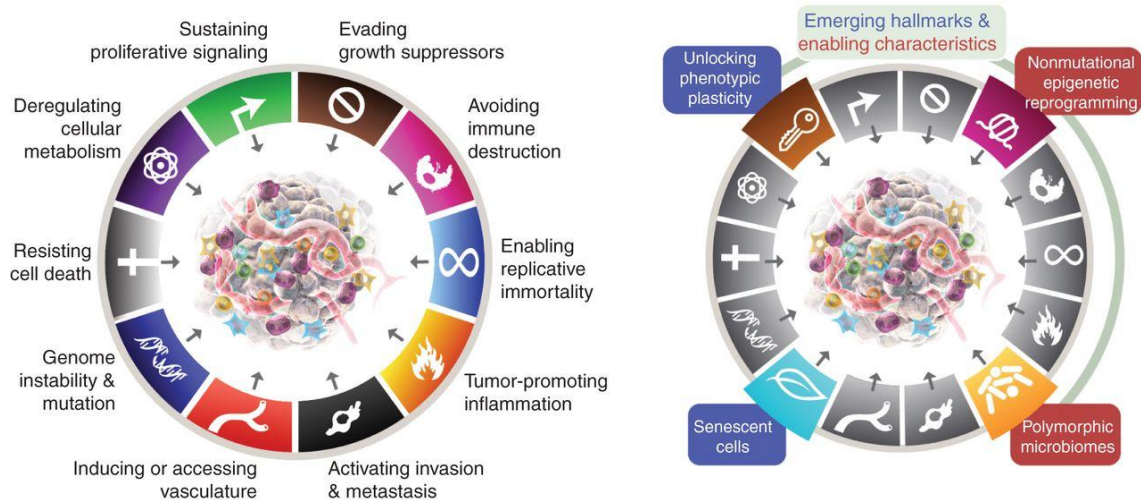 Sustaining
proliferative signaling
Evading
growth suppressors
Deregulating
cellular
metabolism
Avoiding
immune
destruction
Resisting
cell death
Enabling
replicative
immortality
Genome
instability &
mutation
Tumor-promoting
inflammation
Inducing or accessing
vasculature
Activating invasion
& metastasis
Emerging hallmarks &
enabling characteristics
Unlocking
phenotypic
plasticity
Nonmutational
epigenetic
reprogramming
Senescent
cells
Polymorphic
microbiomes